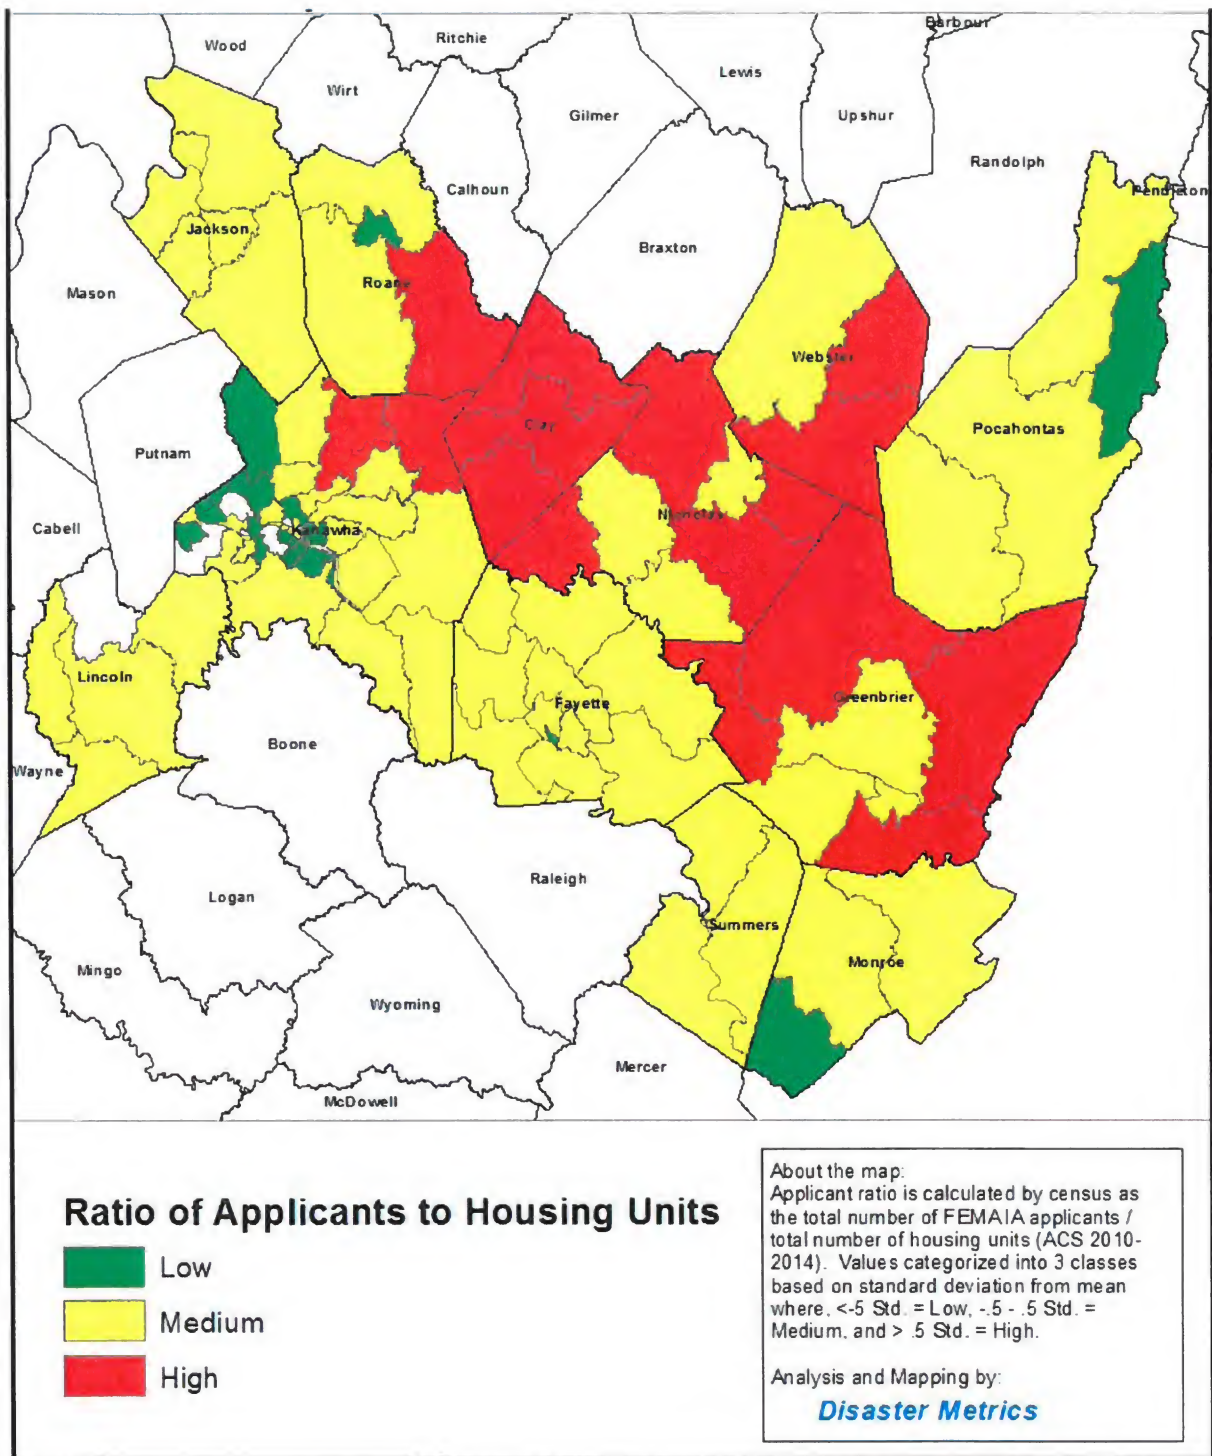 Barbour
Wood
Ritchie
Lewis
Wirt
Gilmer
Upshur
Randolph
Calhoun
Pendleton
Jackson
Braxton
Mason
Roane
Webster
Clay
Pocahontas
Putnam
Nicholas
Cabell
Kanawha
Lincoln
Greenbrier
Fayette
Boone
Wayne
Raleigh
Logan
Summers
Monroe
Mingo
Wyoming
Mercer
McDowell
Ratio of Applicants to Housing Units
Low
Medium
High
About the map:
Applicant ratio is calculated by census as
the total number of FEMAIA applicants /
total number of housing units (ACS 2010-
2014). Values categorized into 3 classes
based on standard deviation from mean
where, <-5 Std. = Low, -.5 - .5 Std. =
Medium, and > .5 Std. = High.
Analysis and Mapping by:
Disaster Metrics